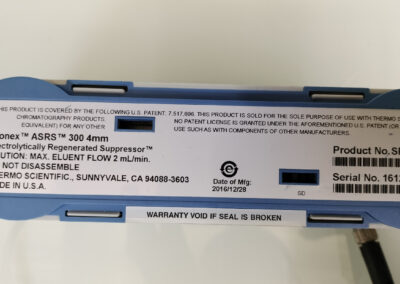 THIS PRODUCT IS COVERED BY THE FOLLOWING U.S. PATENT. 7,517,696. THIS PRODUCT IS SOLD FOR THE SOLE PURPOSE OF USE WITH THERMO
CHROMATOGRAPHY PRODUCTS NO PATENT LICENSE IS GRANTED UNDER THE AFOREMENTIONED U.S. PATENT (OR
EQUIVALENT) FOR ANY OTHER USE SUCH AS WITH COMPONENTS OF OTHER MANUFACTURERS.
onex™ ASRS™ 300 4mm
lectrolytically Regenerated Suppressor™
UTION: MAX. ELUENT FLOW 2 mL/min.
NOT DISASSEMBLE
ERMO SCIENTIFIC., SUNNYVALE, CA 94088-3603
ADE IN U.S.A.
Date of Mfg:
2016/12/28
SD
Product No.
Serial No. 161
WARRANTY VOID IF SEAL IS BROKEN